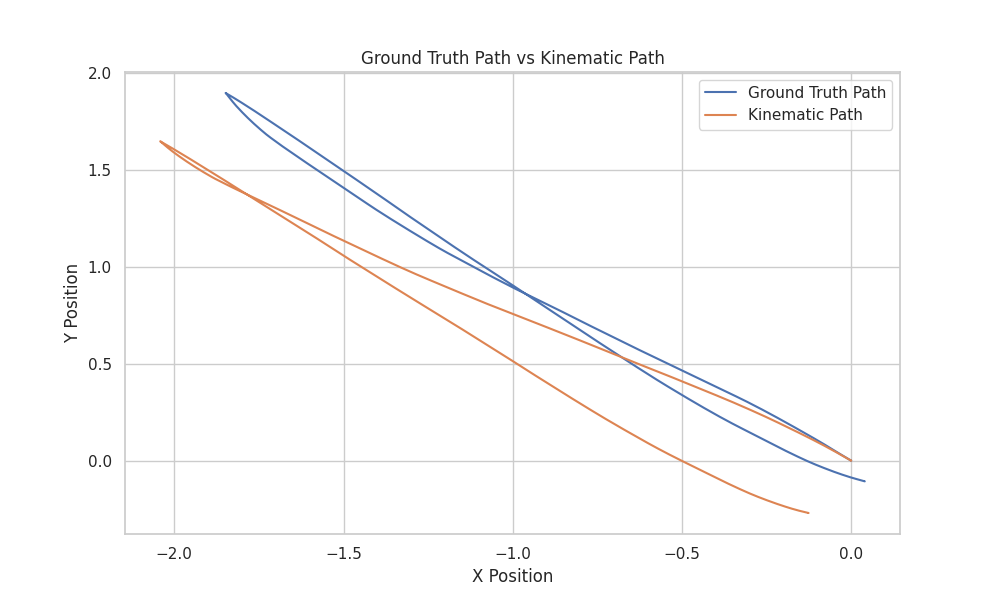 Ground Truth Path vs Kinematic Path
Ground Truth Path
Kinematic Path
2.0
1.5
1.0
0.5
0.0
Y Position
−2.0
−1.5
−1.0
−0.5
0.0
X Position